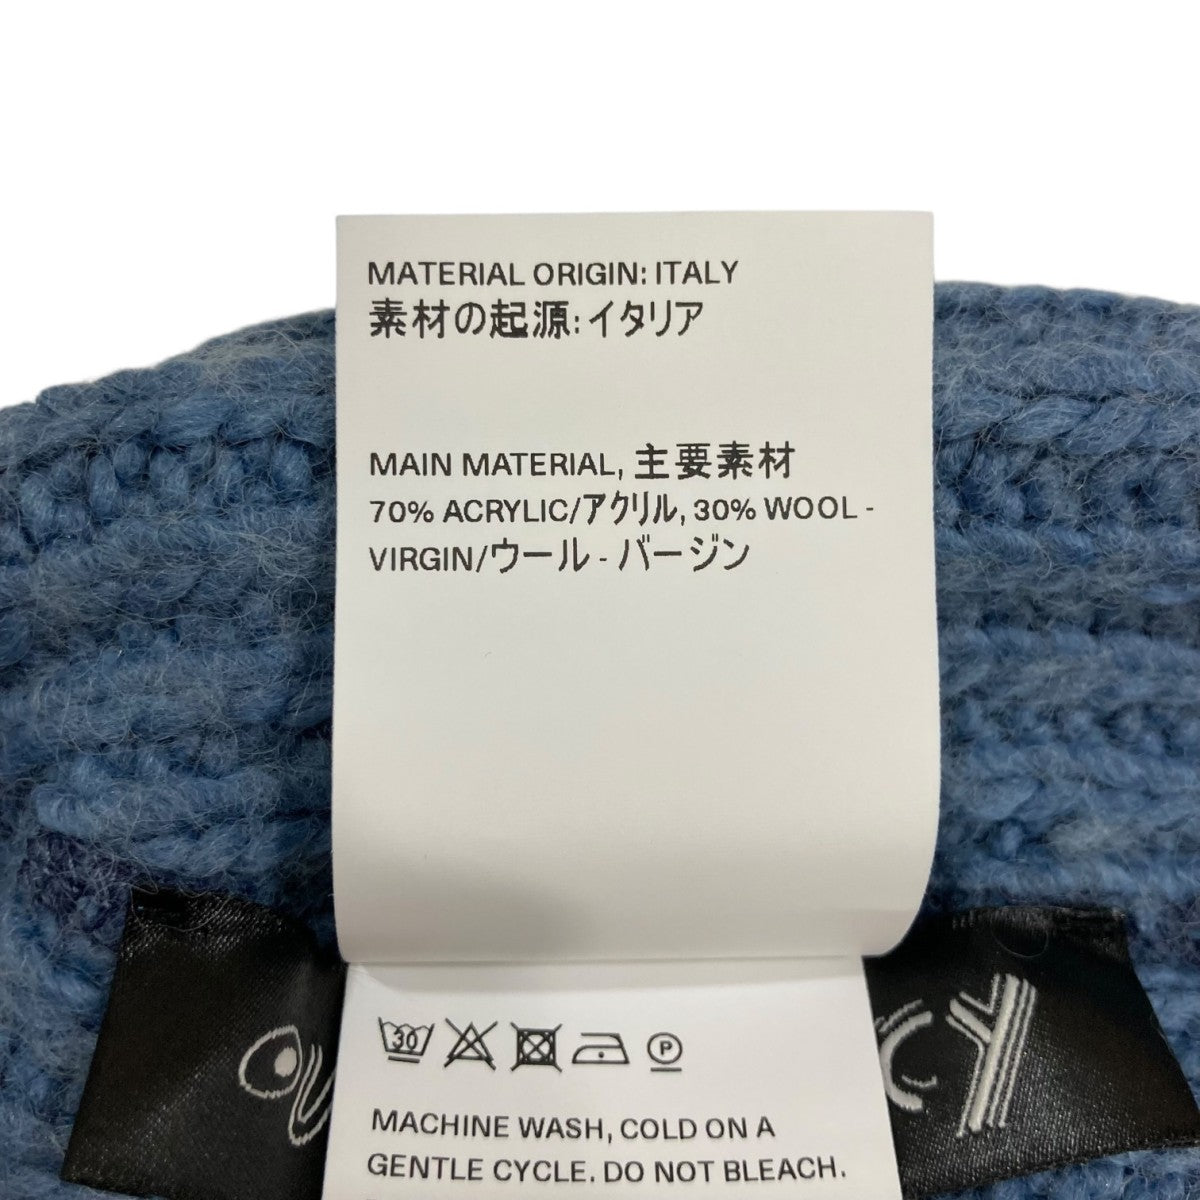 MATERIAL ORIGIN: ITALY
素材の起源: イタリア
MAIN MATERIAL, 主要素材
70% ACRYLIC/アクリル, 30% WOOL -
VIRGIN/ウール - バージン
30
P
MACHINE WASH, COLD ON A
GENTLE CYCLE. DO NOT BLEACH.